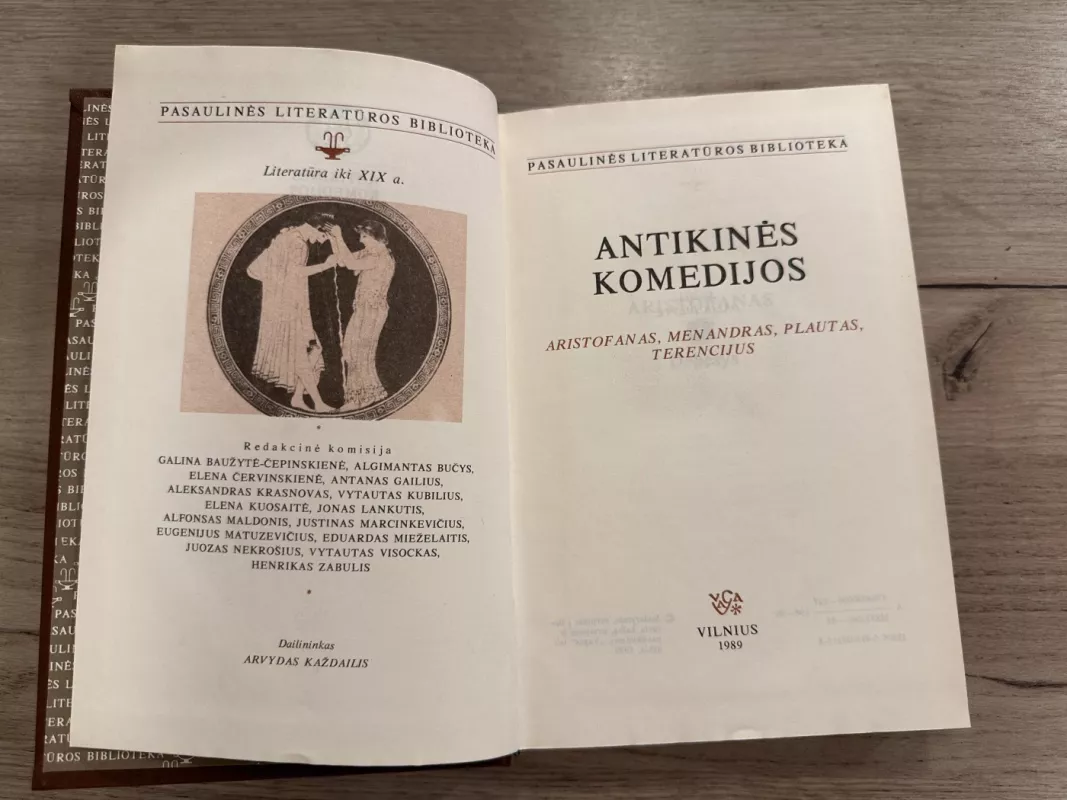 PASAULINĖS LITERATŪROS BIBLIOTEKA
Literatūra iki XIX a.
Redakcinė komisija
GALINA BAUŽYTĖ-ČEPINSKIENĖ, ALGIMANTAS BUČYS,
ELENA ČERVINSKIENĖ, ANTANAS GAILIUS,
ALEKSANDRAS KRASNOVAS, VYTAUTAS KUBILIUS,
ELENA KUOSAITĖ, JONAS LANKUTIS,
ALFONSAS MALDONIS, JUSTINAS MARCINKEVIČIUS,
EUGENIJUS MATUZEVIČIUS, EDUARDAS MIEŽELAITIS,
JUOZAS NEKROŠIUS, VYTAUTAS VISOCKAS,
HENRIKAS ZABULIS
Dailininkas
ARVYDAS KAŽDAILIS
PASAULINĖS LITERATŪROS BIBLIOTEKA
ANTIKINĖS
KOMEDIJOS
ARISTOFANAS, MENANDRAS, PLAUTAS,
TERENCIJUS
VAGA
VILNIUS
1989